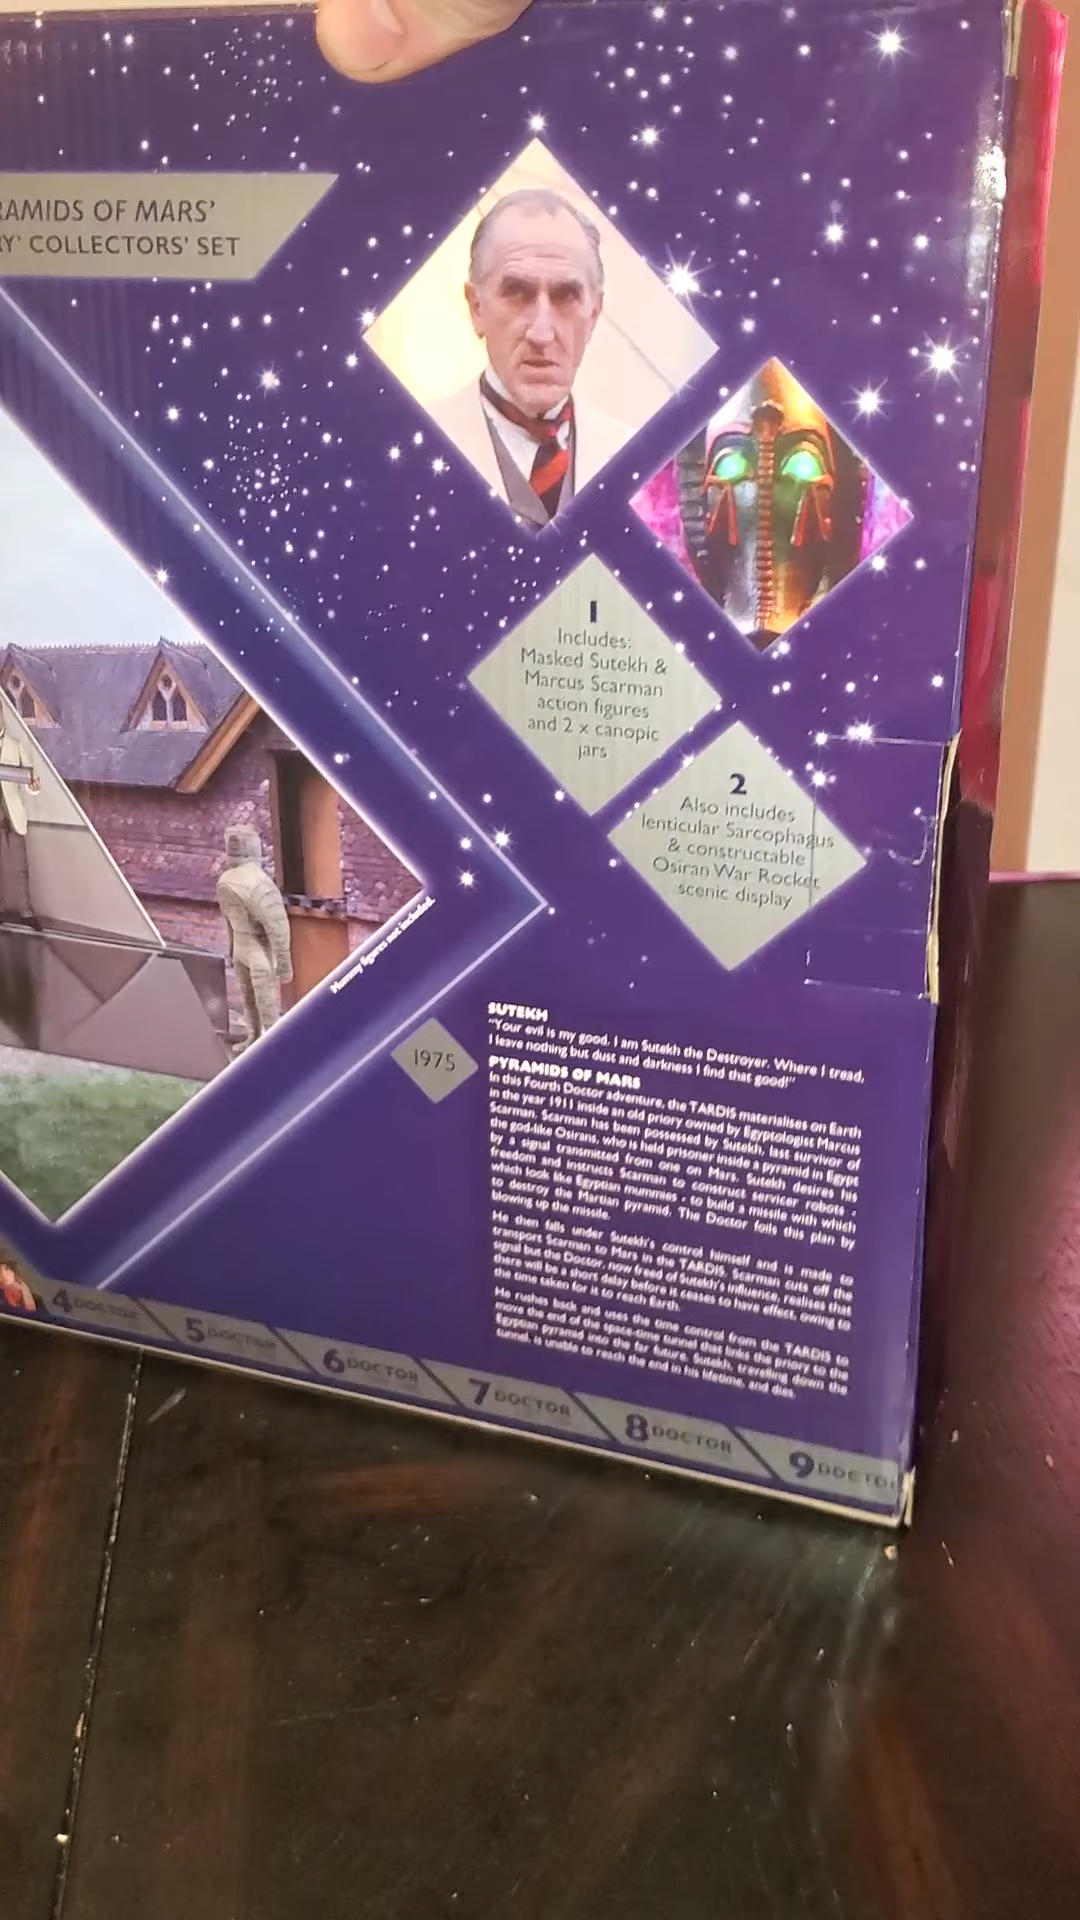 RAMIDS OF MARS'
RY' COLLECTORS' SET
1
Includes:
Masked Sutekh &
Marcus Scarman
action figures
and 2 x canopic
jars
2
Also includes
lenticular Sarcophagus
& constructable
Osiran War Rocket
scenic display
Mummy figures not included.
1975
SUTEKH
"Your evil is my good. I am Sutekh the Destroyer. Where I tread,
I leave nothing but dust and darkness I find that good!"
PYRAMIDS OF MARS
In this Fourth Doctor adventure, the TARDIS materialises on Earth
in the year 1911 inside an old priory owned by Egyptologist Marcus
Scarman. Scarman has been possessed by Sutekh, last survivor of
the god-like Osirans, who is held prisoner inside a pyramid in Egypt
by a signal transmitted from one on Mars. Sutekh desires his
freedom and instructs Scarman to construct servicer robots -
which look like Egyptian mummies - to build a missile with which
to destroy the Martian pyramid. The Doctor foils this plan by
blowing up the missile.
He then falls under Sutekh's control himself and is made to
transport Scarman to Mars in the TARDIS. Scarman cuts off the
signal but the Doctor, now freed of Sutekh's influence, realises that
there will be a short delay before it ceases to have effect, owing to
the time taken for it to reach Earth.
He rushes back and uses the time control from the TARDIS to
move the end of the space-time tunnel that links the priory to the
Egyptian pyramid into the far future. Sutekh, travelling down the
tunnel, is unable to reach the end in his lifetime, and dies.
4 DOCTOR
5 DOCTOR
6 DOCTOR
7 DOCTOR
8 DOCTOR
9 DOCTO